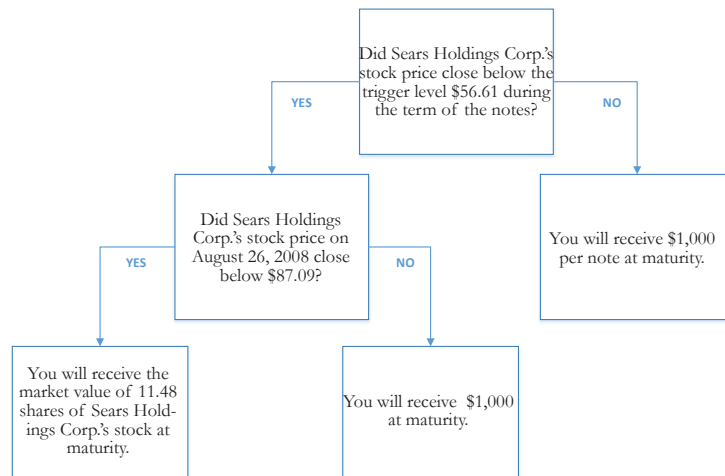 Did Sears Holdings Corp.'s
stock price close below the
trigger level $56.61 during
the term of the notes?
YES
NO
Did Sears Holdings
Corp.'s stock price on
August 26, 2008 close
below $87.09?
You will receive $1,000
per note at maturity.
YES
NO
You will receive the
market value of 11.48
shares of Sears Hold-
ings Corp.'s stock at
maturity.
You will receive $1,000
at maturity.